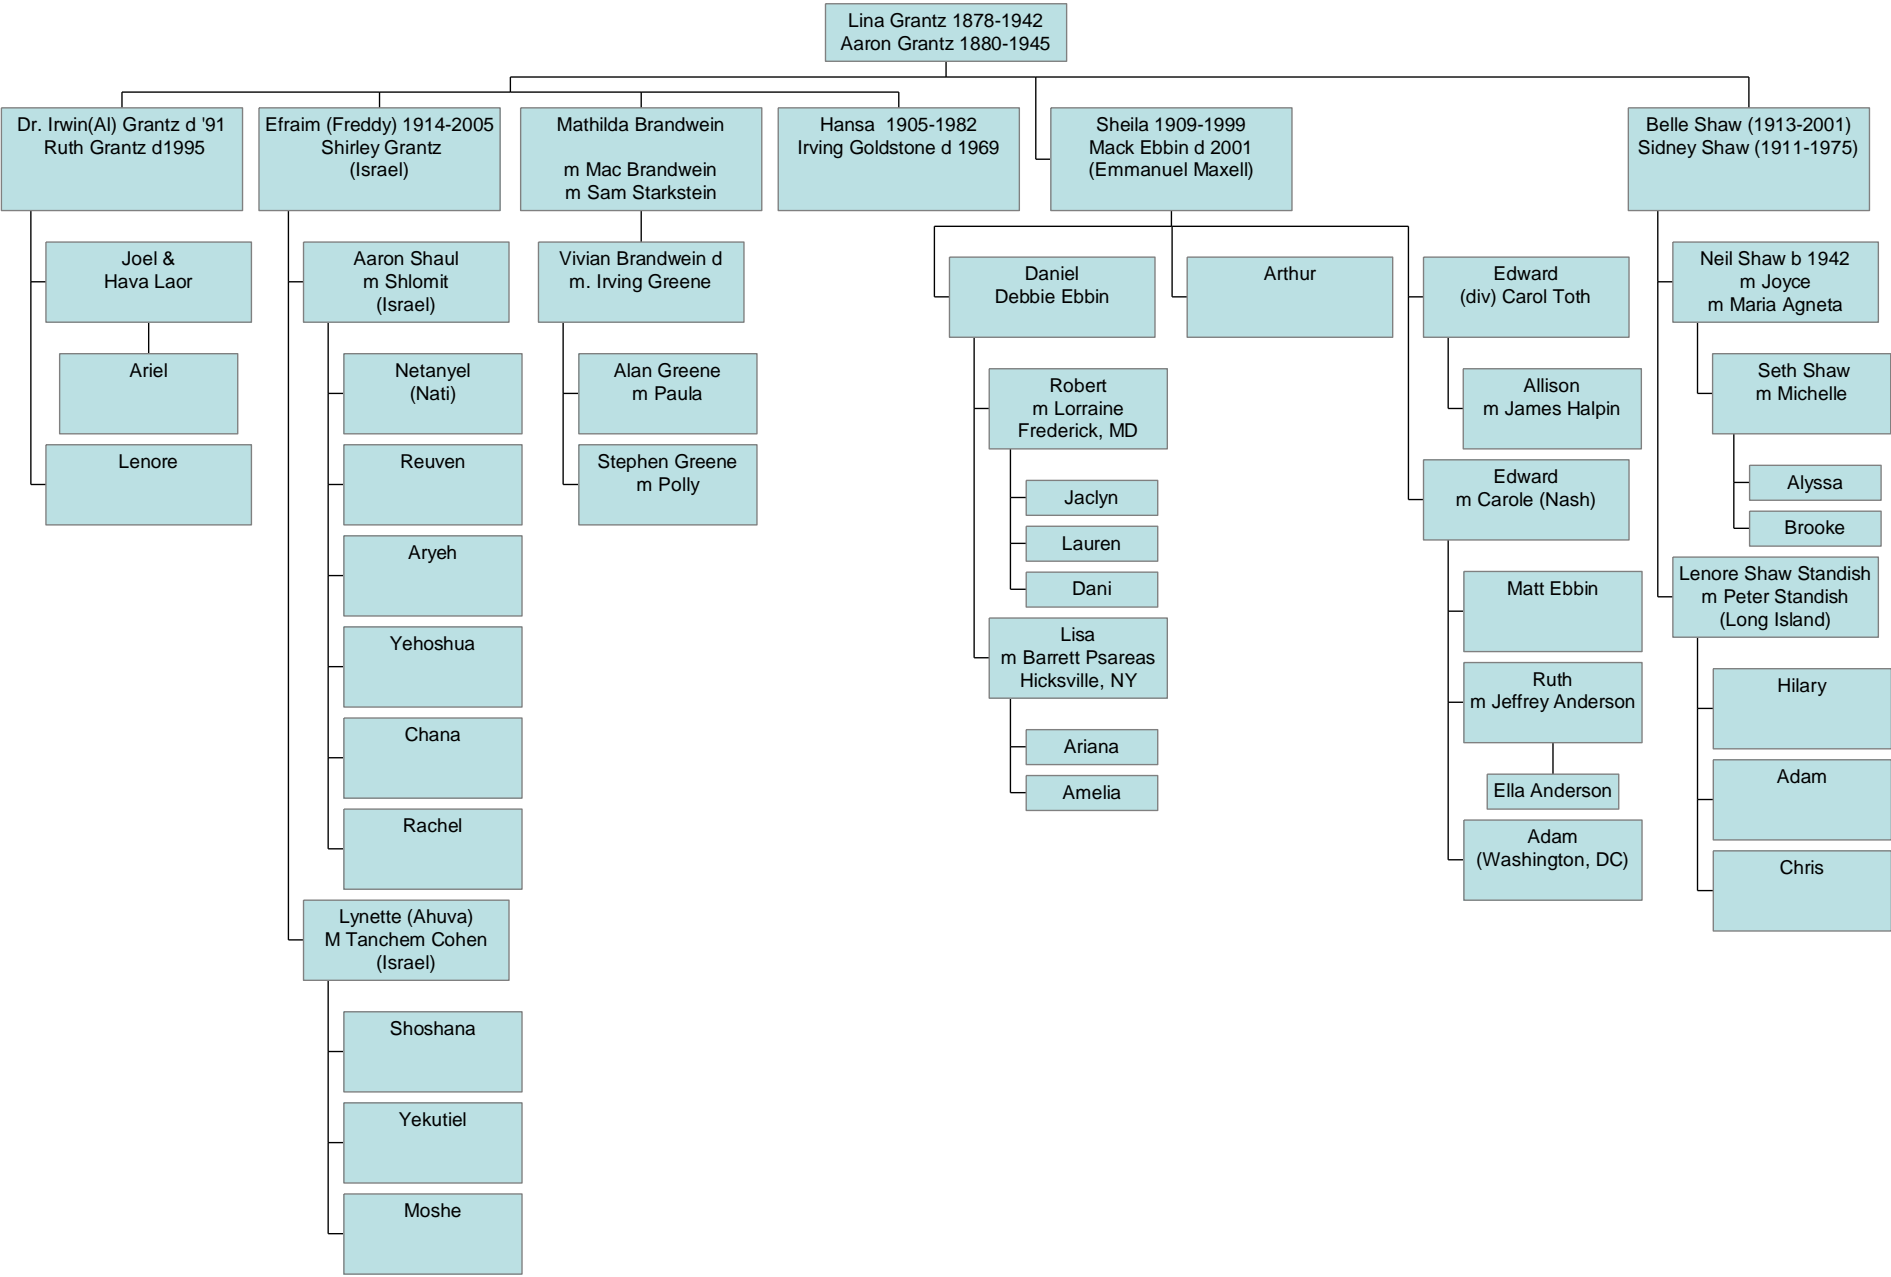 Lina Grantz 1878-1942
Aaron Grantz 1880-1945
Dr. Irwin(Al) Grantz d '91
Ruth Grantz d1995
Joel &
Hava Laor
Ariel
Lenore
Efraim (Freddy) 1914-2005
Shirley Grantz
(Israel)
Aaron Shaul
m Shlomit
(Israel)
Netanyel
(Nati)
Reuven
Aryeh
Yehoshua
Chana
Rachel
Lynette (Ahuva)
M Tanchem Cohen
(Israel)
Shoshana
Yekutiel
Moshe
Mathilda Brandwein
m Mac Brandwein
m Sam Starkstein
Vivian Brandwein d
m. Irving Greene
Alan Greene
m Paula
Stephen Greene
m Polly
Hansa 1905-1982
Irving Goldstone d 1969
Sheila 1909-1999
Mack Ebbin d 2001
(Emmanuel Maxell)
Daniel
Debbie Ebbin
Robert
m Lorraine
Frederick, MD
Jaclyn
Lauren
Dani
Lisa
m Barrett Psareas
Hicksville, NY
Ariana
Amelia
Arthur
Edward
(div) Carol Toth
Allison
m James Halpin
Edward
m Carole (Nash)
Matt Ebbin
Ruth
m Jeffrey Anderson
Ella Anderson
Adam
(Washington, DC)
Belle Shaw (1913-2001)
Sidney Shaw (1911-1975)
Neil Shaw b 1942
m Joyce
m Maria Agneta
Seth Shaw
m Michelle
Alyssa
Brooke
Lenore Shaw Standish
m Peter Standish
(Long Island)
Hilary
Adam
Chris